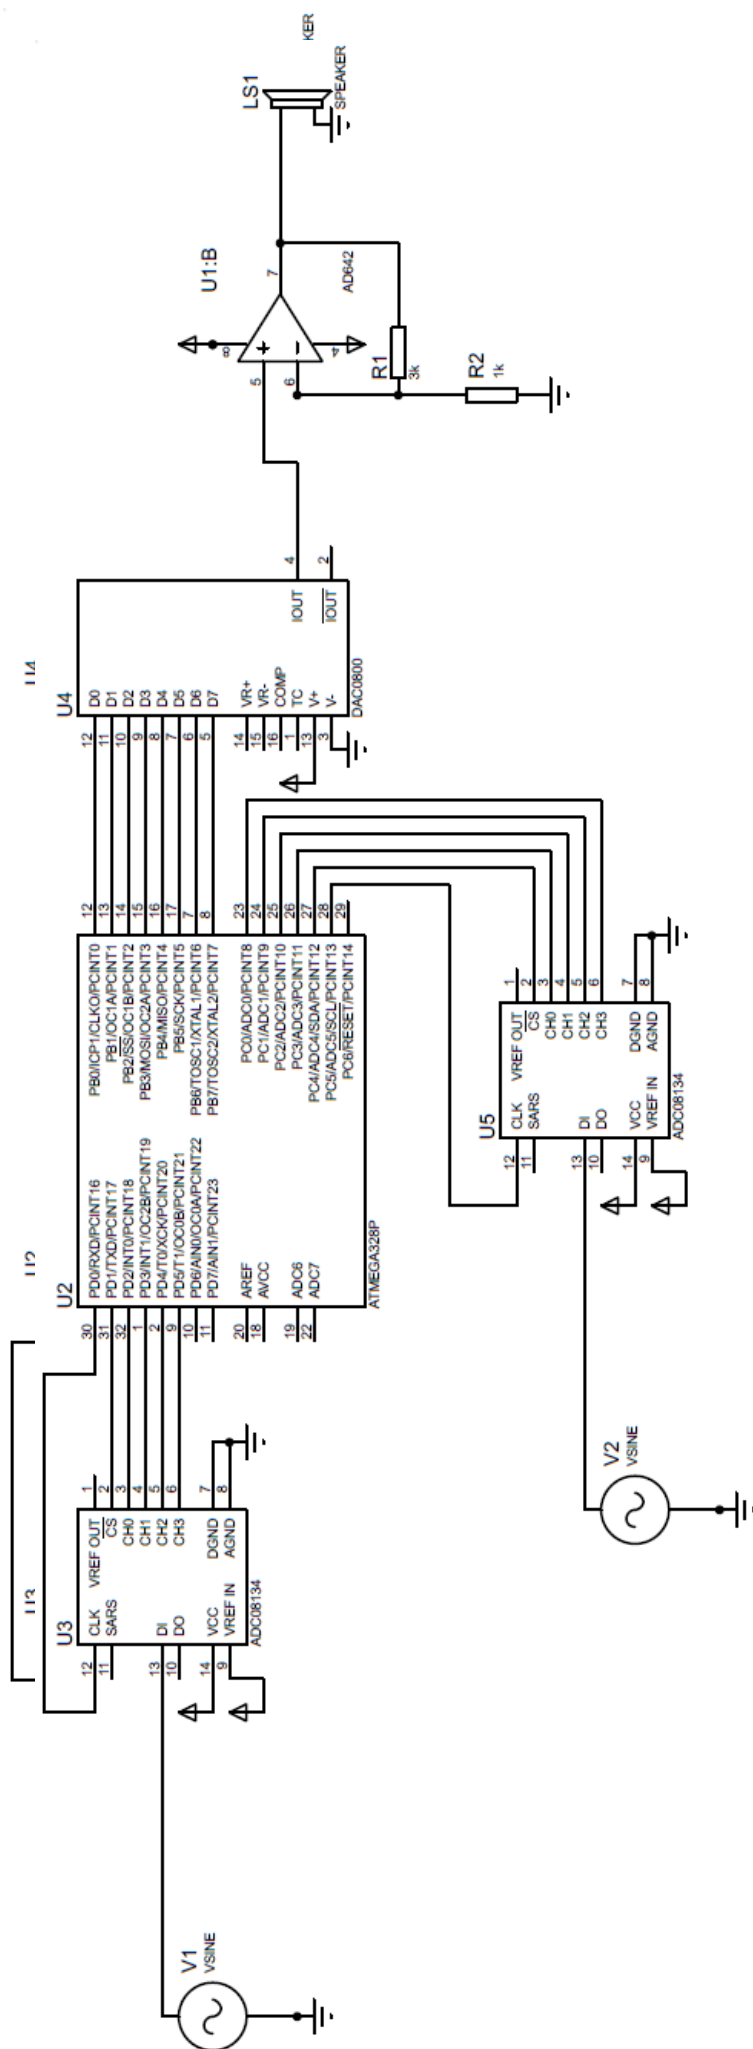 KER
V1
VSINE
U3
12
CLK
VREF OUT
1
11
SARS
CS
2
CH0
3
CH1
4
13
DI
CH2
5
10
DO
CH3
6
14
VCC
DGND
7
9
VREF IN
AGND
8
ADC08134
U2
30
PD0/RXD/PCINT16
PB0/ICP1/CLKO/PCINT0
12
31
PD1/TXD/PCINT17
PB1/OC1A/PCINT1
13
32
PD2/INT0/PCINT18
PB2/SS/OC1B/PCINT2
14
1
PD3/INT1/OC2B/PCINT19
PB3/MOSI/OC2A/PCINT3
15
2
PD4/T0/XCK/PCINT20
PB4/MISO/PCINT4
16
9
PD5/T1/OC0B/PCINT21
PB5/SCK/PCINT5
17
10
PD6/AIN0/OC0A/PCINT22
PB6/TOSC1/XTAL1/PCINT6
7
11
PD7/AIN1/PCINT23
PB7/TOSC2/XTAL2/PCINT7
8
20
AREF
PC0/ADC0/PCINT8
23
18
AVCC
PC1/ADC1/PCINT9
24
PC2/ADC2/PCINT10
25
19
ADC6
PC3/ADC3/PCINT11
26
22
ADC7
PC4/ADC4/SDA/PCINT12
27
PC5/ADC5/SCL/PCINT13
28
PC6/RESET/PCINT14
29
ATMEGA328P
U4
12
D0
11
D1
10
D2
9
D3
8
D4
7
D5
6
D6
5
D7
14
VR+
15
VR-
16
COMP
1
TC
IOUT
4
13
V+
3
V-
IOUT
2
DAC0800
U1:B
8
5
7
6
4
AD642
LS1
SPEAKER
R1
3k
R2
1k
U5
12
CLK
VREF OUT
1
11
SARS
CS
2
CH0
3
CH1
4
13
DI
CH2
5
10
DO
CH3
6
14
VCC
DGND
7
9
VREF IN
AGND
8
ADC08134
V2
VSINE